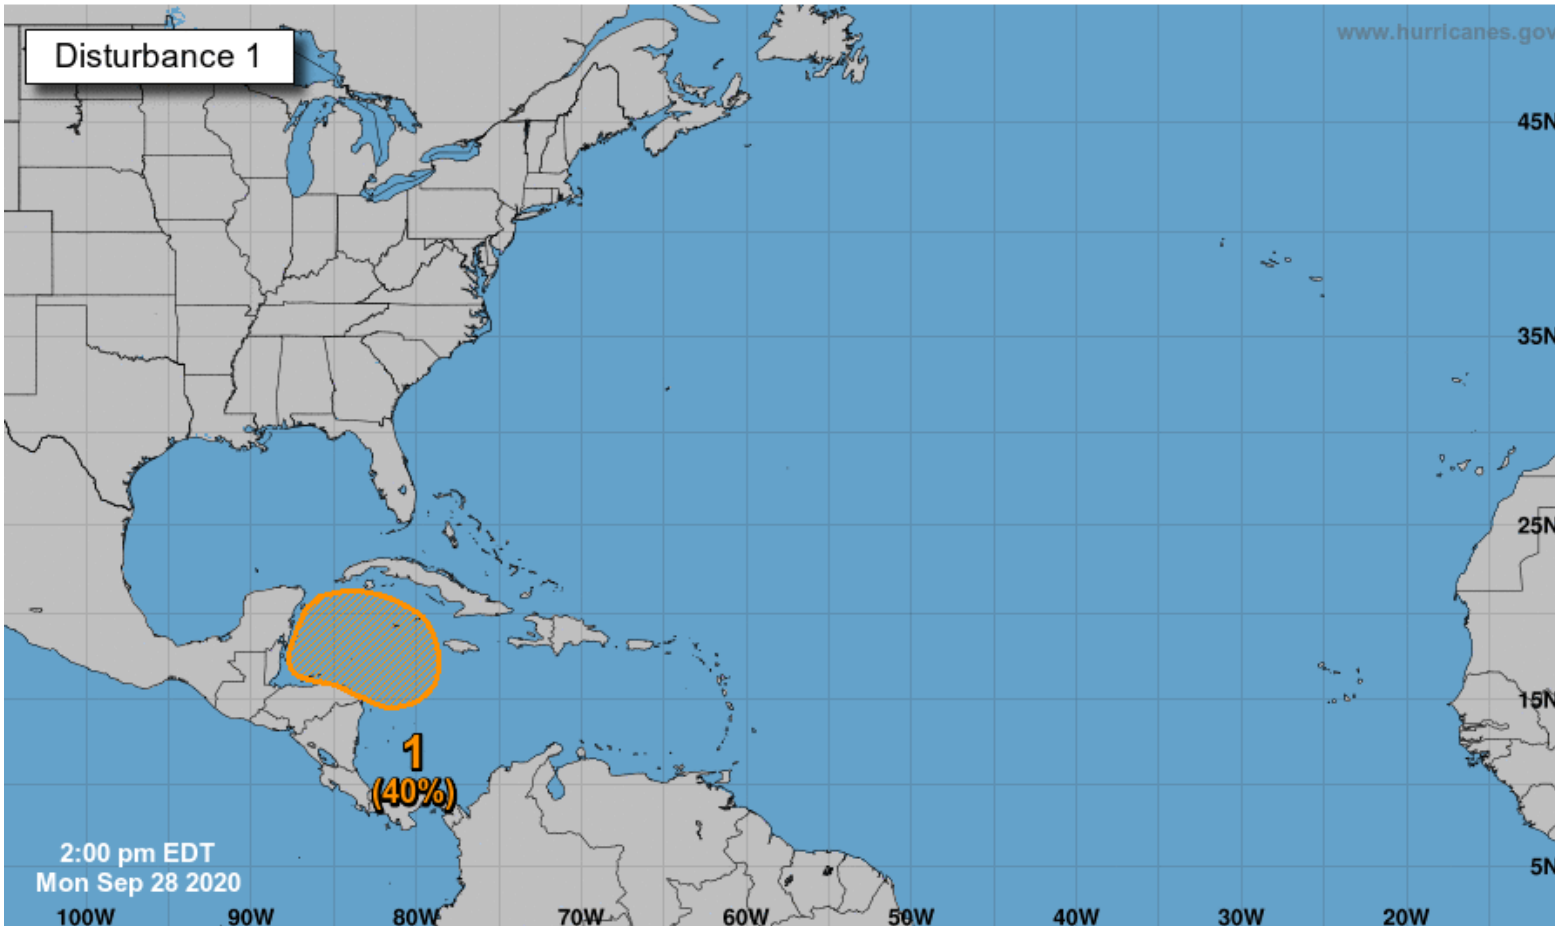 Disturbance 1
www.hurricanes.gov
45N
35N
25N
15N
1
(40%)
2:00 pm EDT
Mon Sep 28 2020
5N
100W 90W 80W 70W 60W 50W 40W 30W 20W